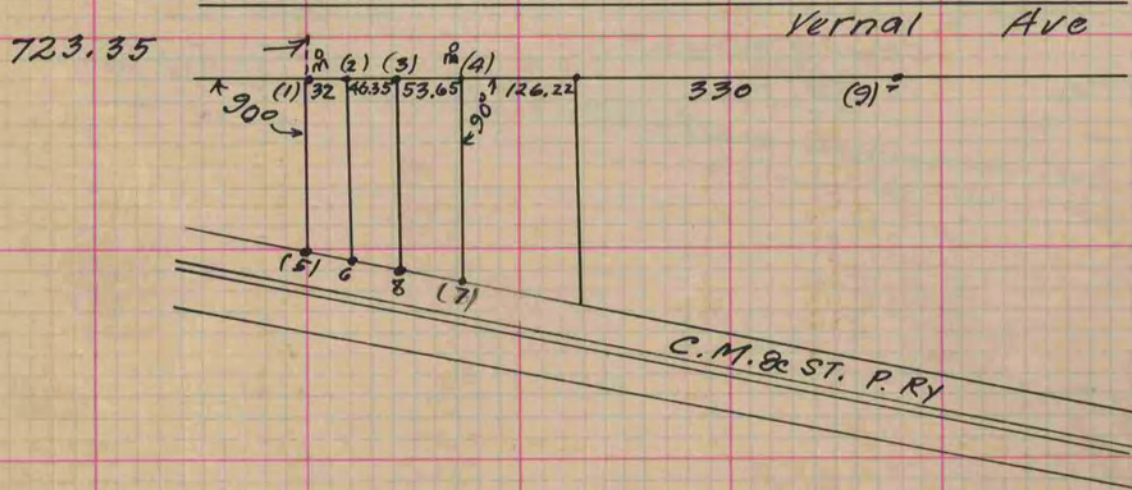 Vernal Ave
723.35
(2) (3) (4)
(1) 32 46.35 53.65 126.22 330 (9)
90° 90°
(5) 6 8 (7)
C. M. & ST. P. RY